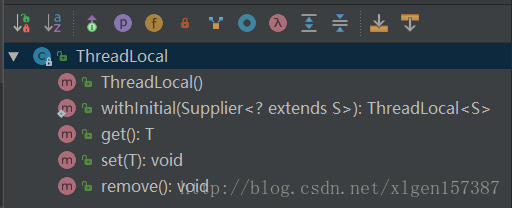 ThreadLocal
ThreadLocal()
withInitial(Supplier<? extends S>): ThreadLocal<S>
get(): T
set(T): void
remove(): void
http://blog.csdn.net/xlgen157387